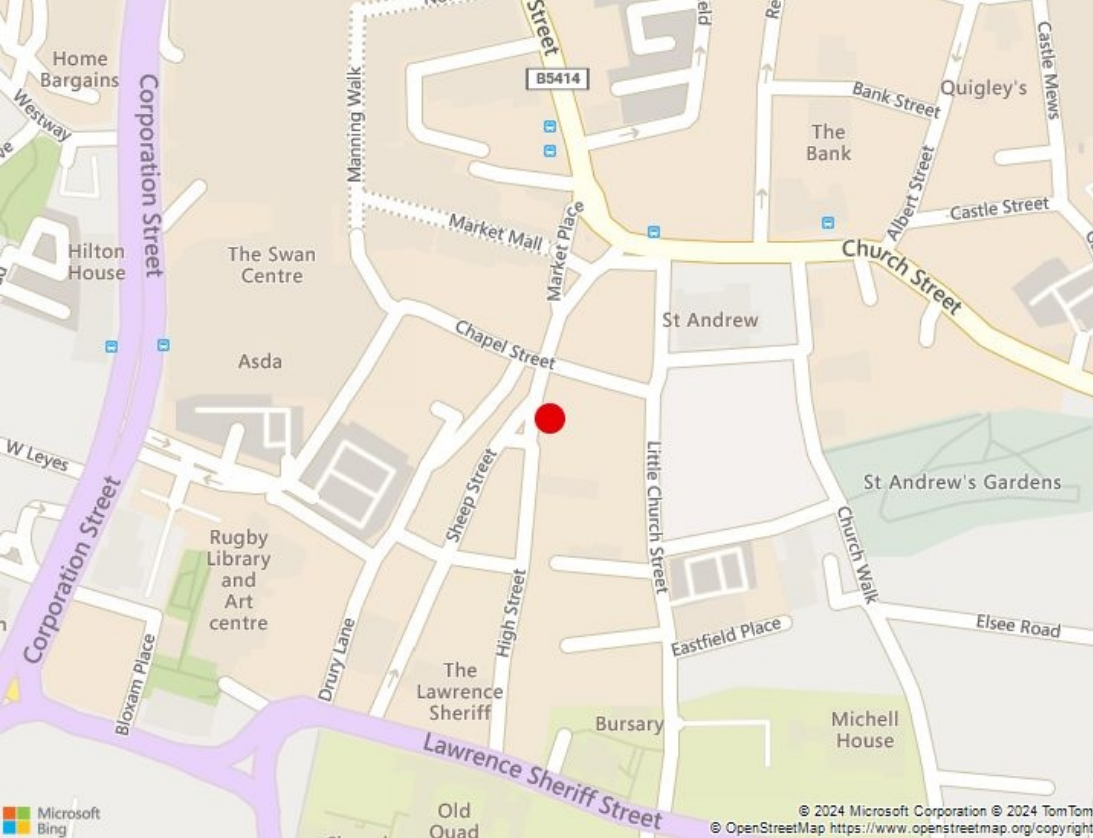 Street
B5414
Home
Bargains
Westway
Corporation Street
Manning Walk
Bank Street
Quigley's
Castle Mews
The
Bank
Albert Street
Castle Street
Market Mall
Market Place
Church Street
Hilton
House
The Swan
Centre
St Andrew
Chapel Street
Asda
W Leyes
Sheep Street
Little Church Street
St Andrew's Gardens
Corporation Street
Rugby
Library
and
Art
centre
High Street
Church Walk
Elsee Road
Eastfield Place
Drury Lane
Bloxam Place
The
Lawrence
Sheriff
Bursary
Michell
House
Lawrence Sheriff Street
Old
Quad
Microsoft
Bing
© 2024 Microsoft Corporation © 2024 TomTom
© OpenStreetMap https://www.openstreetmap.org/copyright